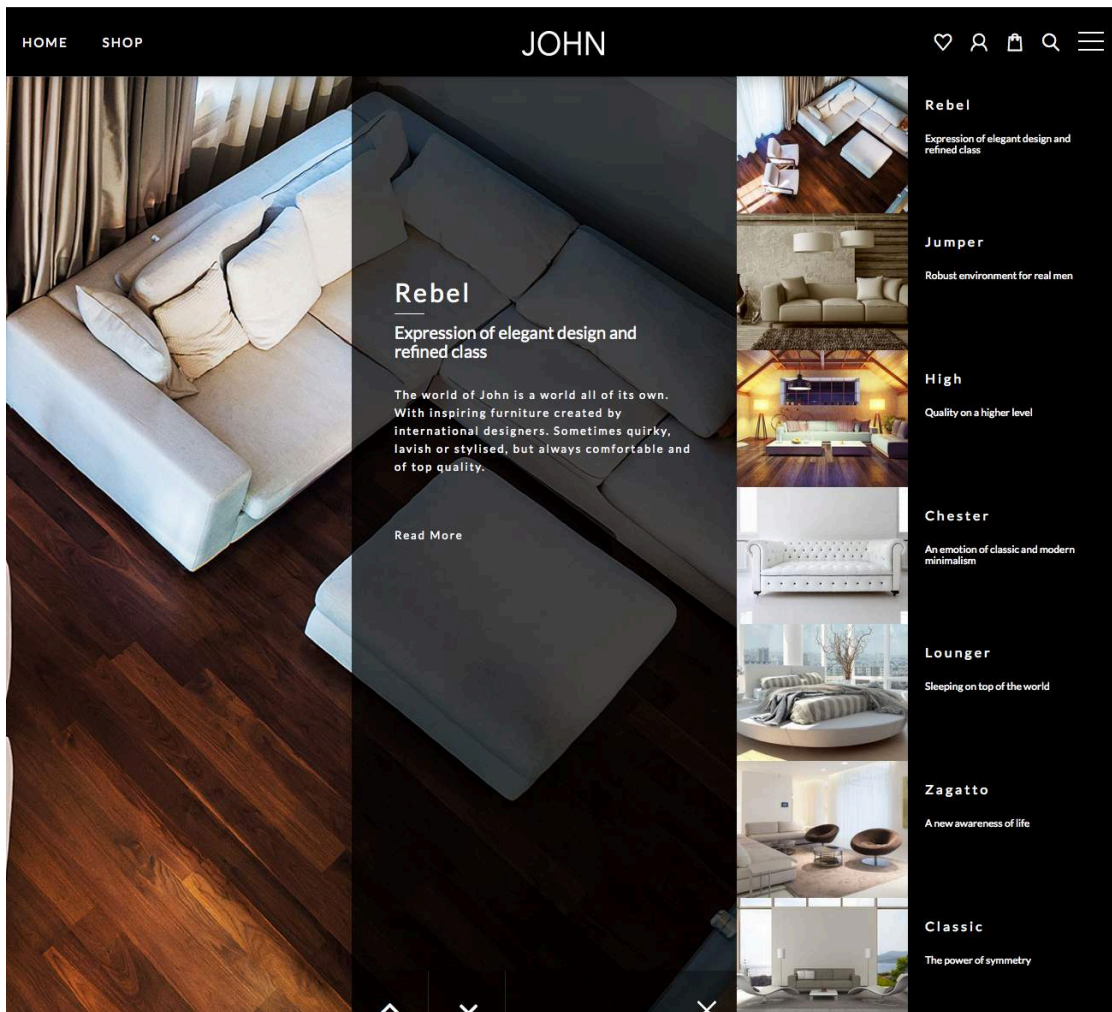 HOME SHOP JOHN
Rebel
Expression of elegant design and
refined class
The world of John is a world all of its own.
With inspiring furniture created by
international designers. Sometimes quirky,
lavish or stylised, but always comfortable and
of top quality.
Read More
Rebel
Expression of elegant design and
refined class
Jumper
Robust environment for real men
High
Quality on a higher level
Chester
An emotion of classic and modern
minimalism
Lounger
Sleeping on top of the world
Zagatto
A new awareness of life
Classic
The power of symmetry